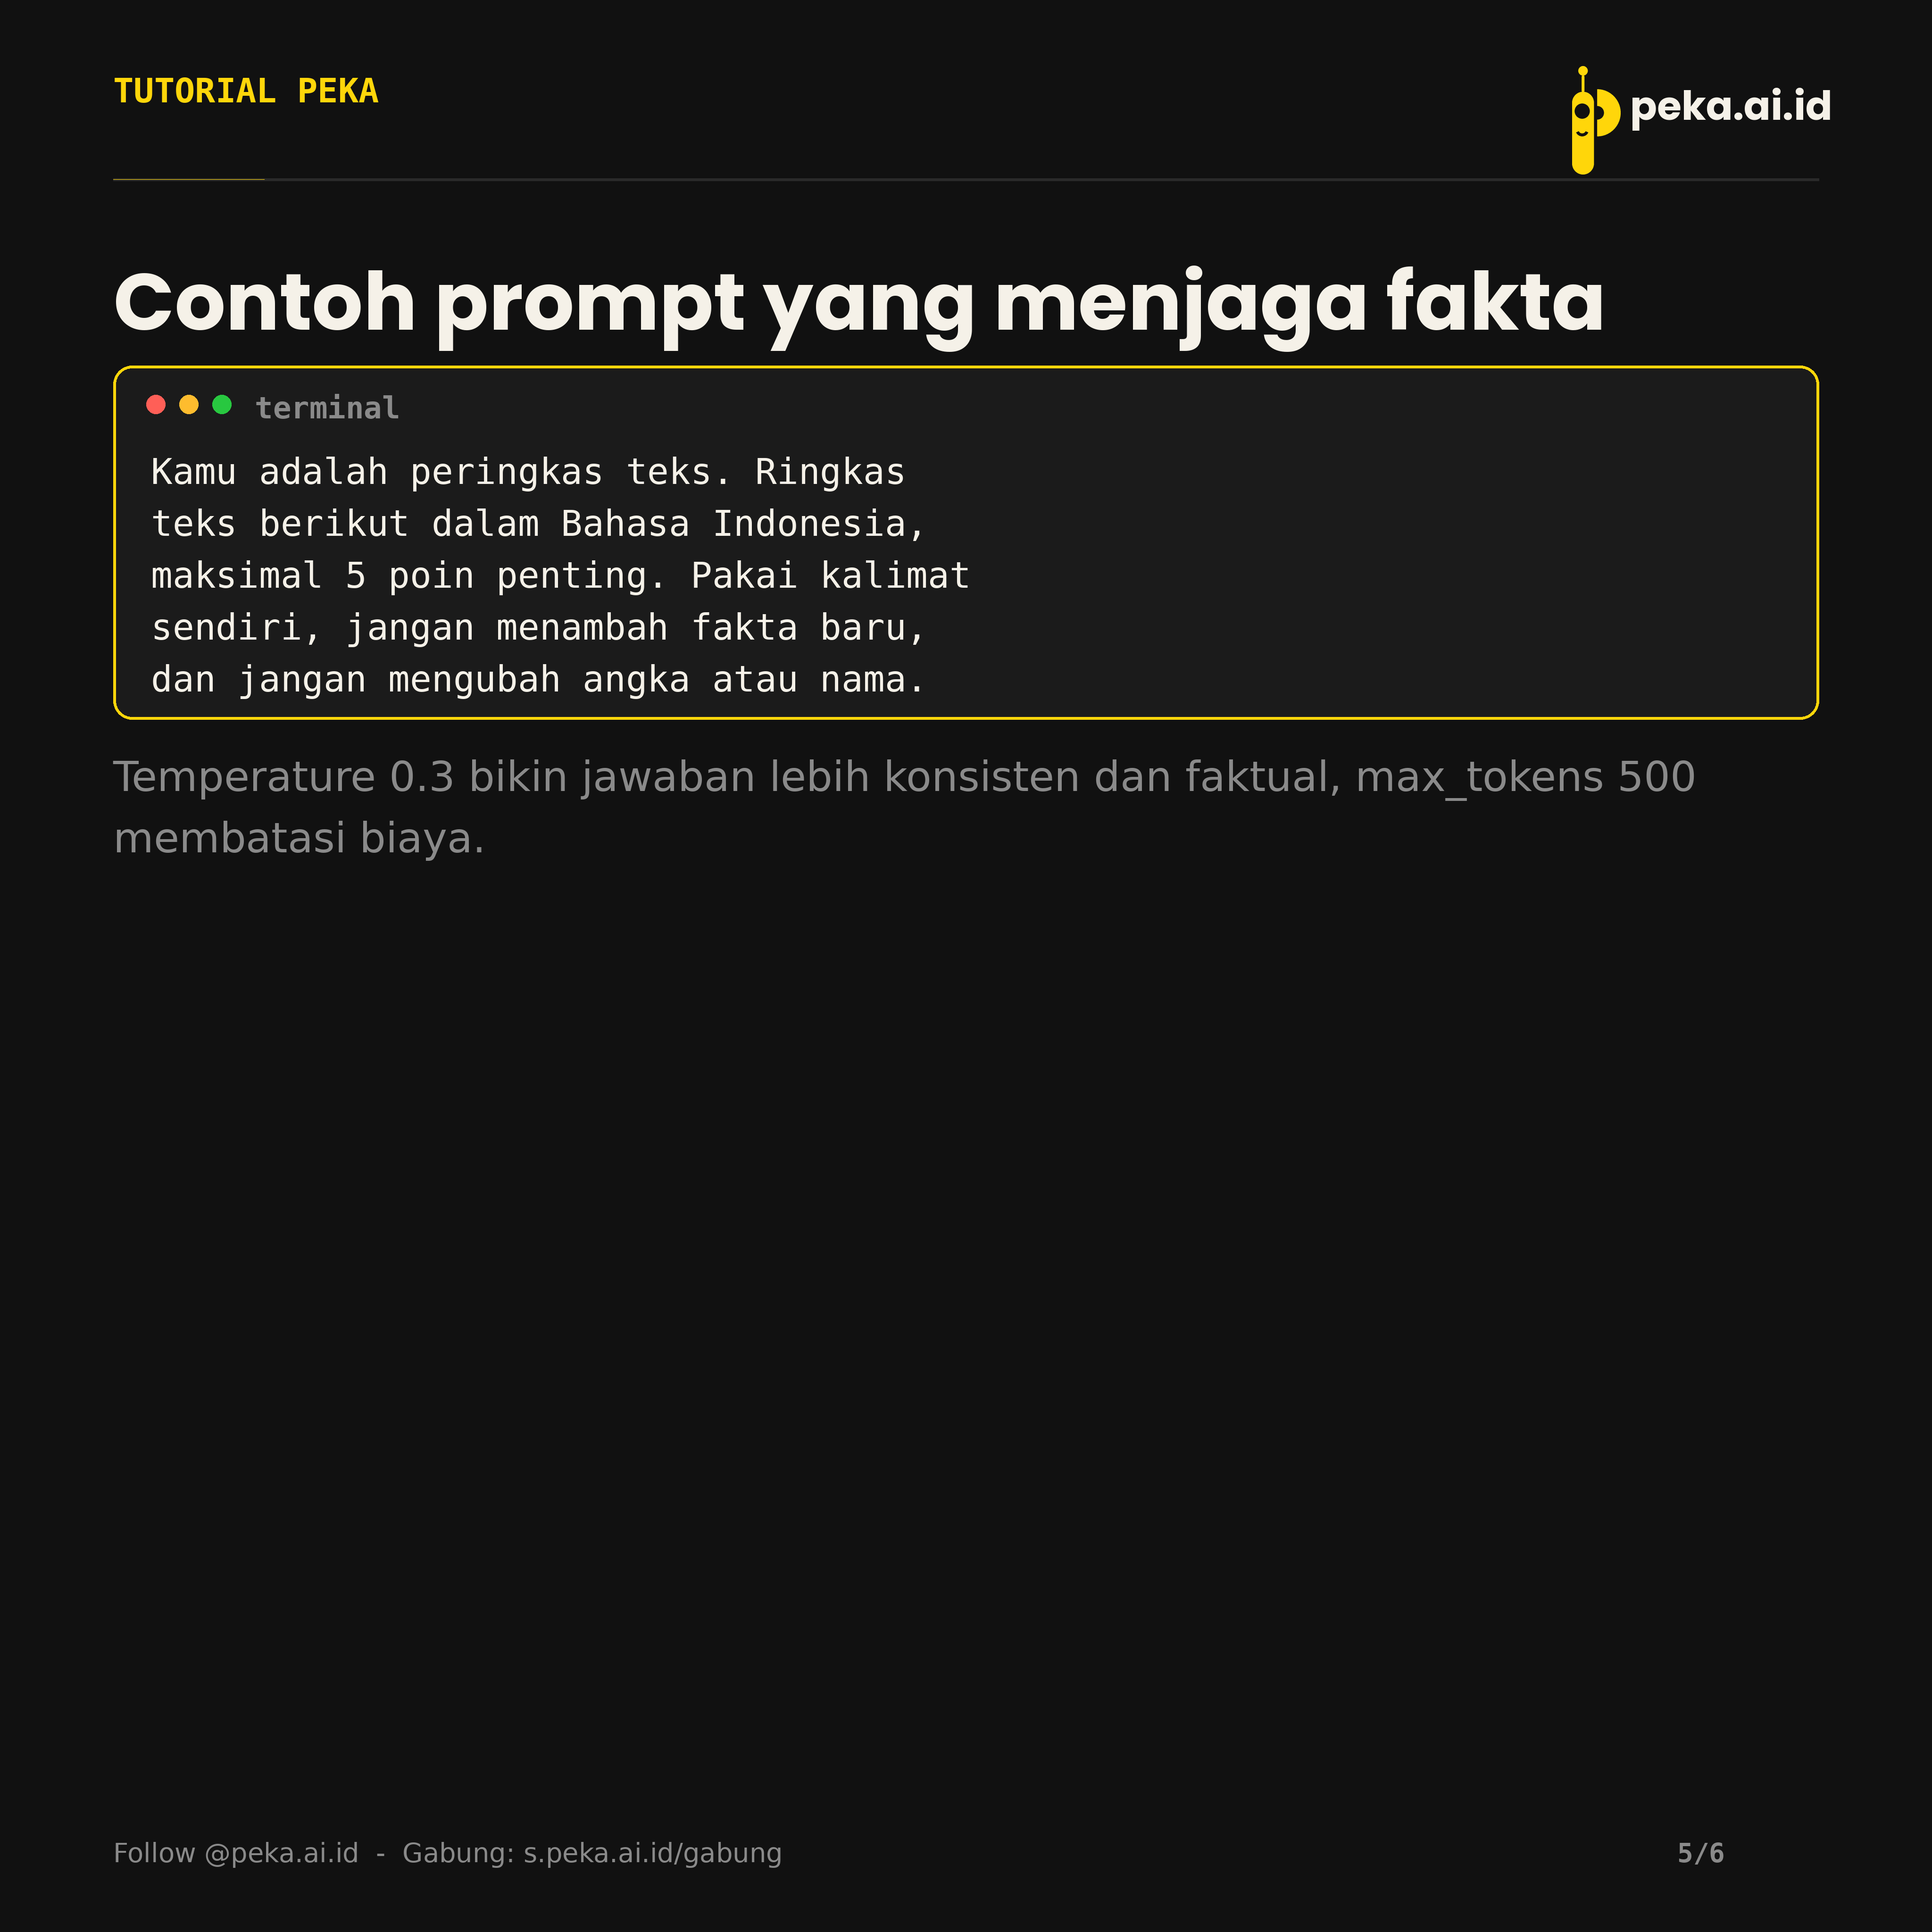 TUTORIAL PEKA
peka.ai.id
Contoh prompt yang menjaga fakta
terminal
Kamu adalah peringkas teks. Ringkas
teks berikut dalam Bahasa Indonesia,
maksimal 5 poin penting. Pakai kalimat
sendiri, jangan menambah fakta baru,
dan jangan mengubah angka atau nama.
Temperature 0.3 bikin jawaban lebih konsisten dan faktual, max_tokens 500
membatasi biaya.
Follow @peka.ai.id - Gabung: s.peka.ai.id/gabung
5/6